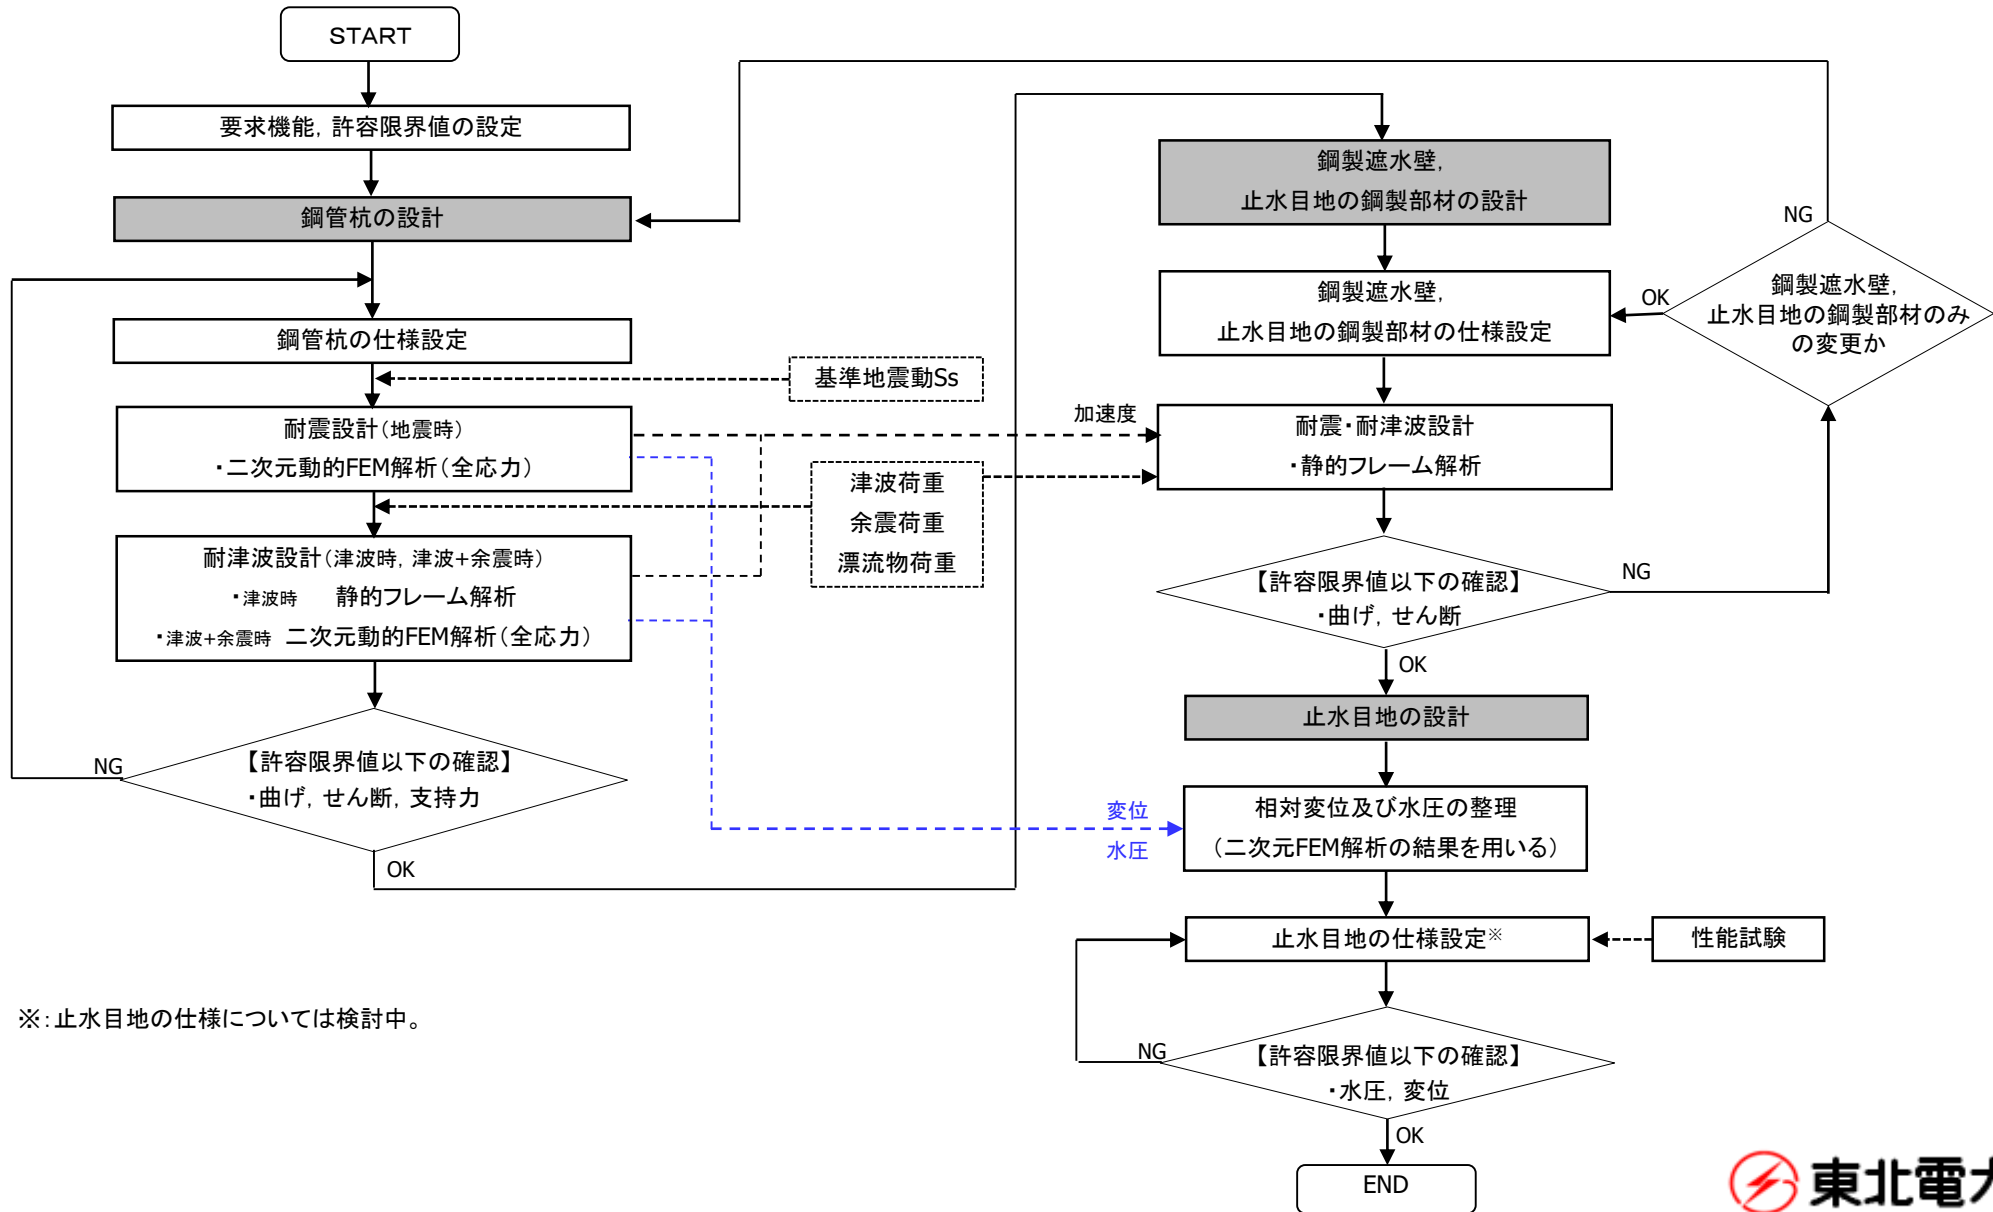 START
要求機能, 許容限界値の設定
鋼管杭の設計
鋼管杭の仕様設定
基準地震動Ss
耐震設計(地震時)
・二次元動的FEM解析(全応力)
津波荷重
余震荷重
漂流物荷重
耐津波設計(津波時, 津波+余震時)
・津波時 静的フレーム解析
・津波+余震時 二次元動的FEM解析(全応力)
【許容限界値以下の確認】
・曲げ, せん断, 支持力
NG
OK
鋼製遮水壁,
止水目地の鋼製部材の設計
鋼製遮水壁,
止水目地の鋼製部材の仕様設定
NG
鋼製遮水壁,
止水目地の鋼製部材のみ
の変更か
OK
加速度
耐震・耐津波設計
・静的フレーム解析
【許容限界値以下の確認】
・曲げ, せん断
NG
OK
止水目地の設計
変位
水圧
相対変位及び水圧の整理
(二次元FEM解析の結果を用いる)
止水目地の仕様設定※
性能試験
【許容限界値以下の確認】
・水圧, 変位
NG
OK
END
※:止水目地の仕様については検討中。
東北電